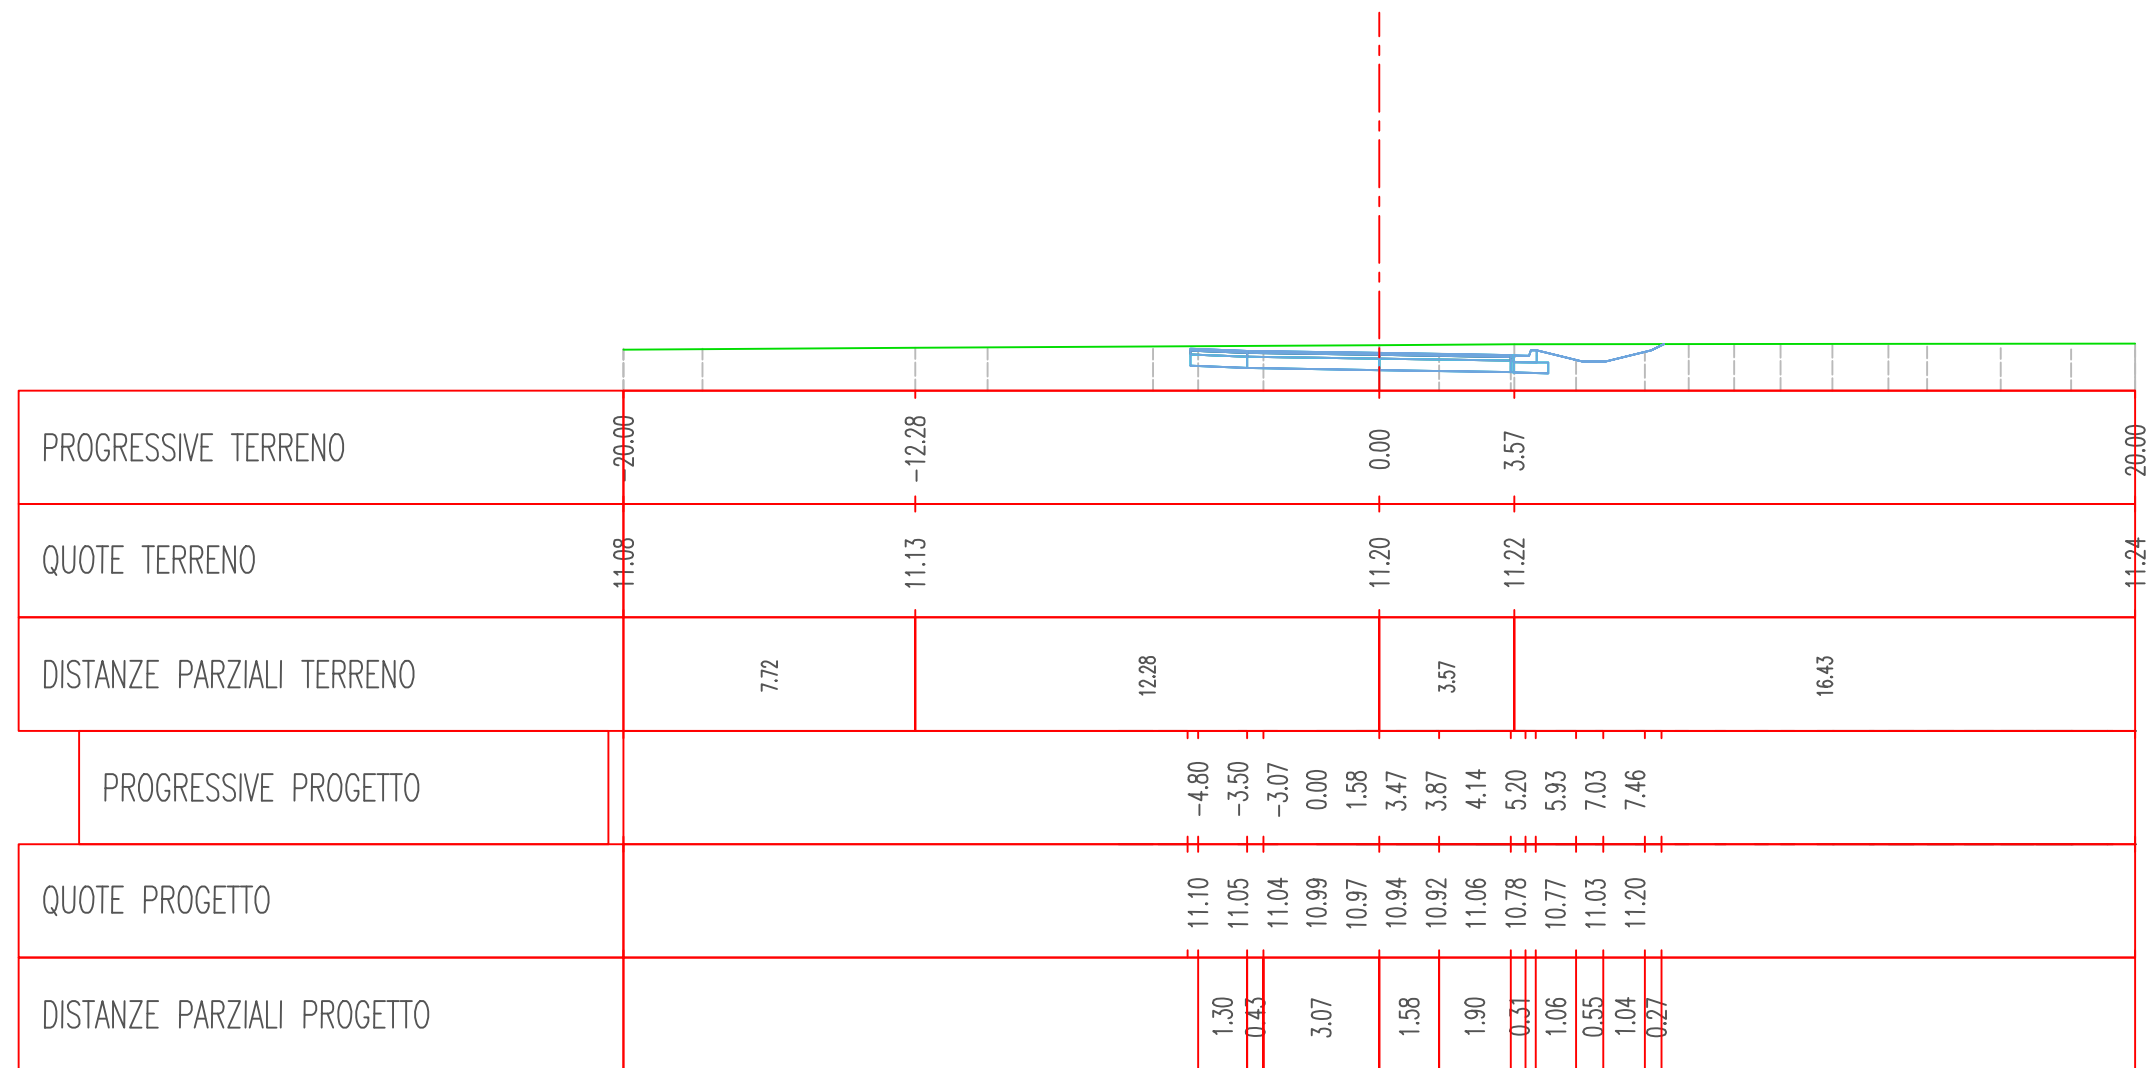 PROGRESSIVE TERRENO -20.00 -12.28 0.00 3.57 20.00
QUOTE TERRENO 11.08 11.13 11.20 11.22 11.24
DISTANZE PARZIALI TERRENO 7.72 12.28 3.57 16.43
PROGRESSIVE PROGETTO -4.80 -3.50 -3.07 0.00 1.58 3.47 3.87 4.14 5.20 5.93 7.03 7.46
QUOTE PROGETTO 11.10 11.05 11.04 10.99 10.97 10.94 10.92 11.06 10.78 10.77 11.03 11.20
DISTANZE PARZIALI PROGETTO 1.30 0.43 3.07 1.58 1.90 0.31 1.06 0.55 1.04 0.27